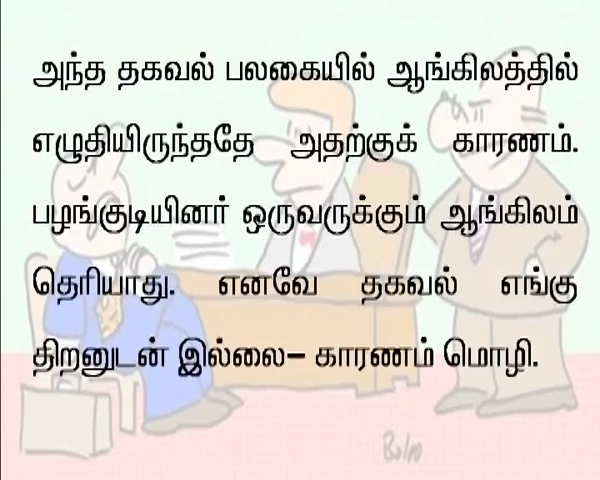 அந்த தகவல் பலகையில் ஆங்கிலத்தில்
எழுதியிருந்ததே அதற்குக் காரணம்.
பழங்குடியினர் ஒருவருக்கும் ஆங்கிலம்
தெரியாது. எனவே தகவல் எங்கு
திறனுடன் இல்லை– காரணம் மொழி.